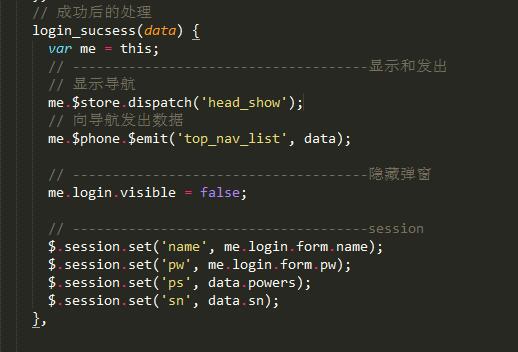 // 成功后的处理
login_sucsess(data) {
var me = this;
// ----------------------------------显示和发出
// 显示导航
me.$store.dispatch('head_show');
// 向导航发出数据
me.$phone.$emit('top_nav_list', data);
// ----------------------------------隐藏弹窗
me.login.visible = false;
// ----------------------------------session
$.session.set('name', me.login.form.name);
$.session.set('pw', me.login.form.pw);
$.session.set('ps', data.powers);
$.session.set('sn', data.sn);
},